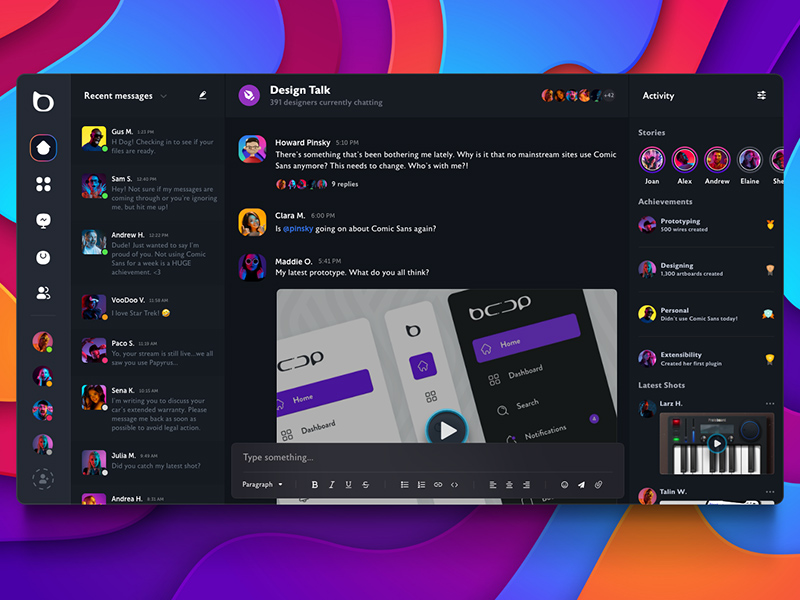 Recent messages
Gus M. 1:32 PM
H Dog! Checking in to see if your
files are ready.
Sam S. 12:40 PM
Hey! Not sure if my messages are
coming through or you're ignoring
me, but hit me up!
Andrew H. 12:22 PM
Dude! Just wanted to say I'm
proud of you. Not using Comic
Sans for a week is a HUGE
achievement. <3
VooDoo V. 11:56 AM
I love Star Trek!
Paco S. 11:19 AM
Yo, your stream is still live...we all
saw you use Papyrus...
Sena K. 10:15 AM
I'm writing you to discuss your
car's extended warranty. Please
message me back as soon as
possible to avoid legal action.
Julia M. 9:49 AM
Did you catch my latest shot?
Andrea H. 8:31 AM
Design Talk
391 designers currently chatting
+42
Howard Pinsky 5:10 PM
There's something that's been bothering me lately. Why is it that no mainstream sites use Comic
Sans anymore? This needs to change. Who's with me?!
9 replies
Clara M. 6:00 PM
Is @pinsky going on about Comic Sans again?
Maddie O. 5:41 PM
My latest prototype. What do you all think?
Home
Dashboard
Home
Dashboard
Search
Notifications
4
Type something...
Paragraph
B I U S
Activity
Stories
Joan Alex Andrew Elaine She
Achievements
Prototyping
500 wires created
Designing
1,300 artboards created
Personal
Didn't use Comic Sans today!
Extensibility
Created her first plugin
Latest Shots
Larz H.
Talin W.